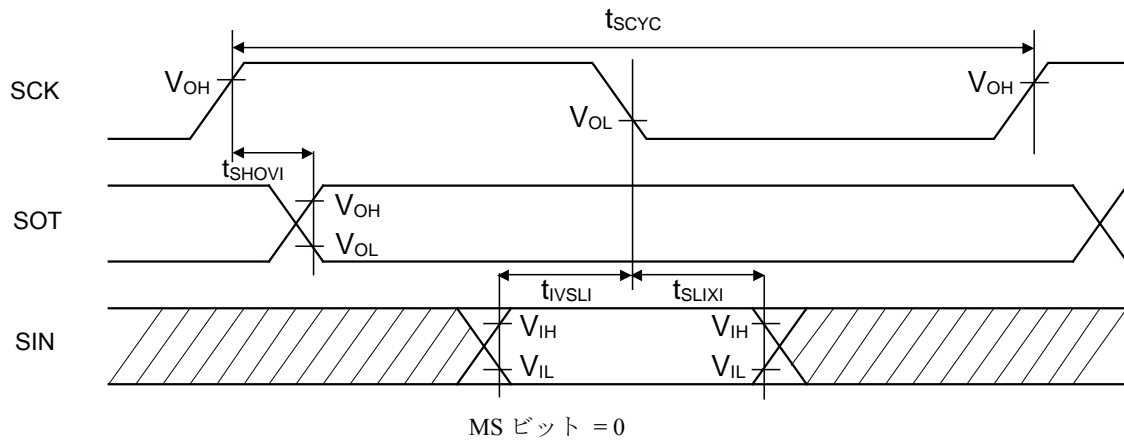 tSCYC
SCK
VOH
VOL
VOH
tSHOVI
SOT
VOH
VOL
tIVSLI
tSLIXI
SIN
VIH
VIH
VIL
VIL
MS ビット = 0